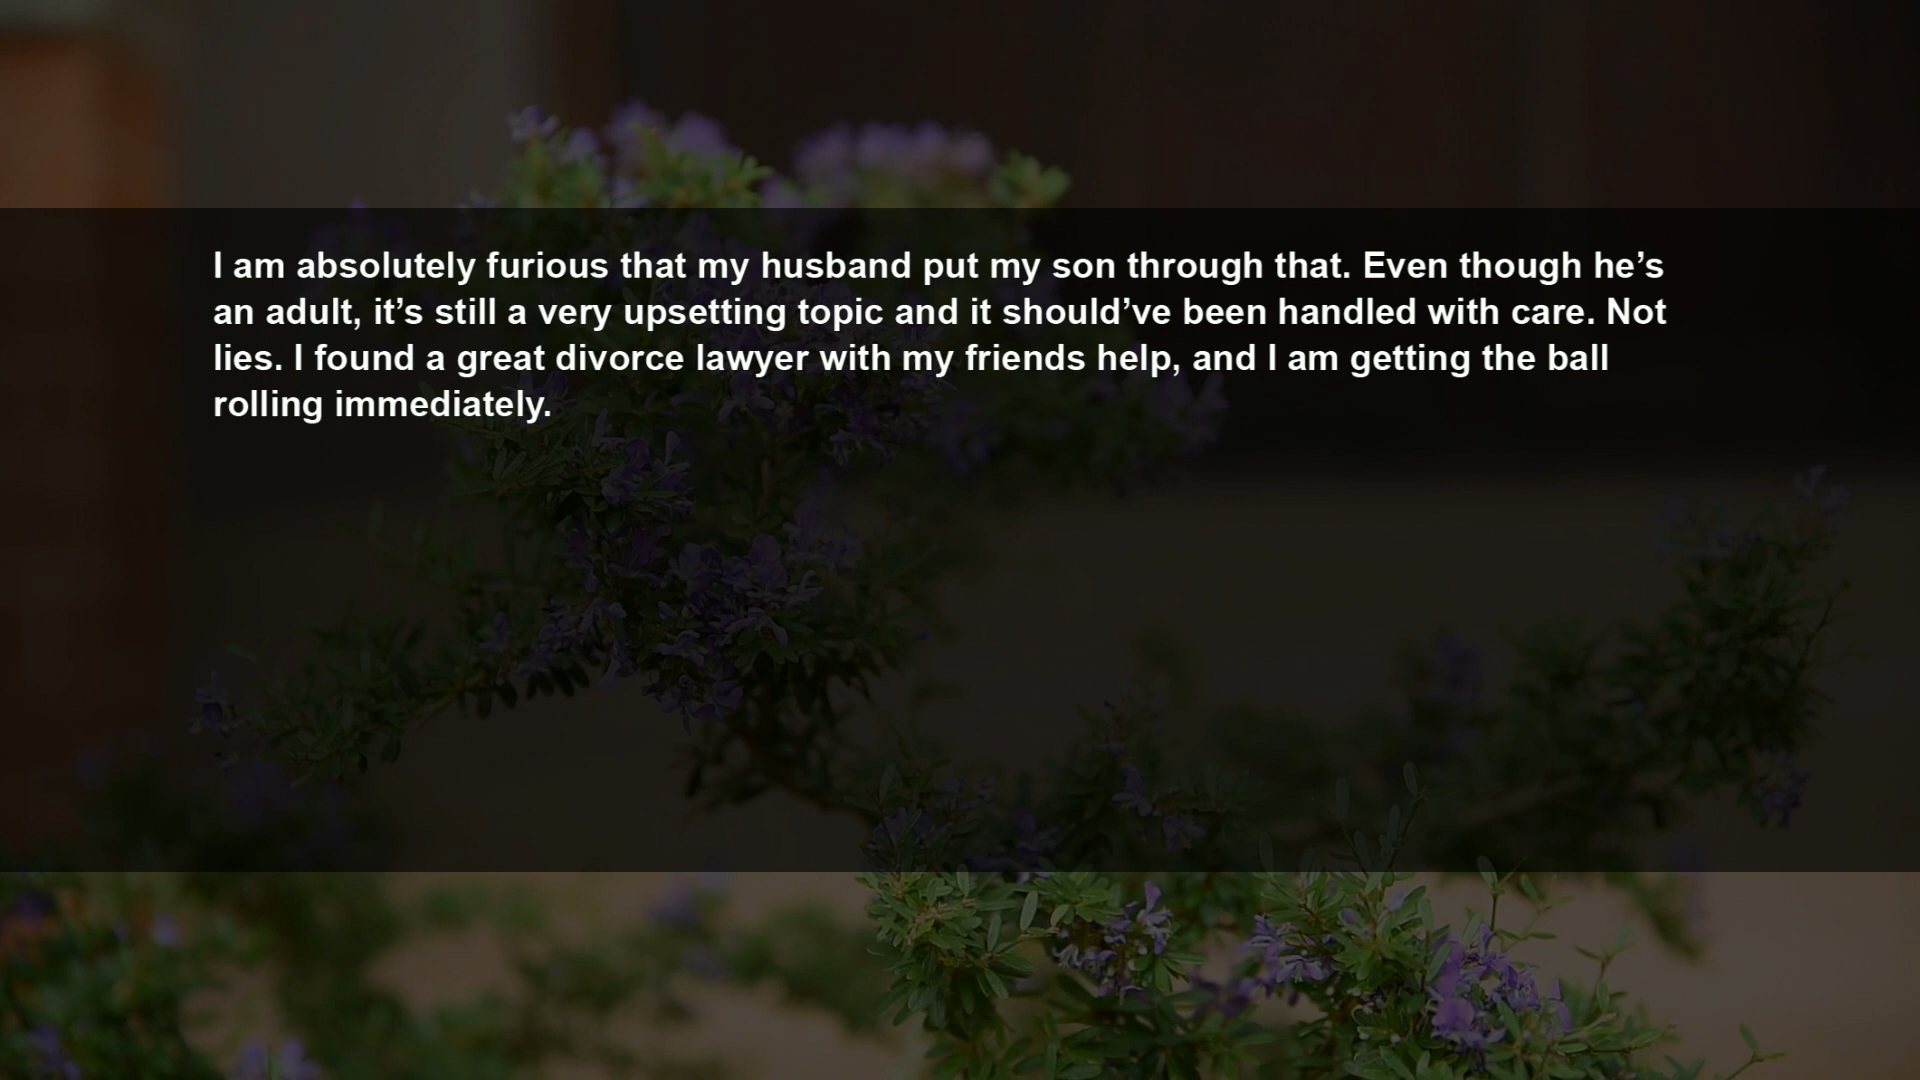 I am absolutely furious that my husband put my son through that. Even though he’s
an adult, it’s still a very upsetting topic and it should’ve been handled with care. Not
lies. I found a great divorce lawyer with my friends help, and I am getting the ball
rolling immediately.